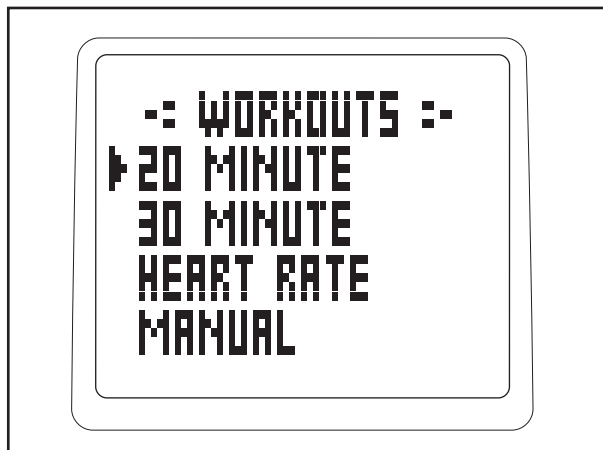 -: WORKOUTS :-
▶20 MINUTE
30 MINUTE
HEART RATE
MANUAL